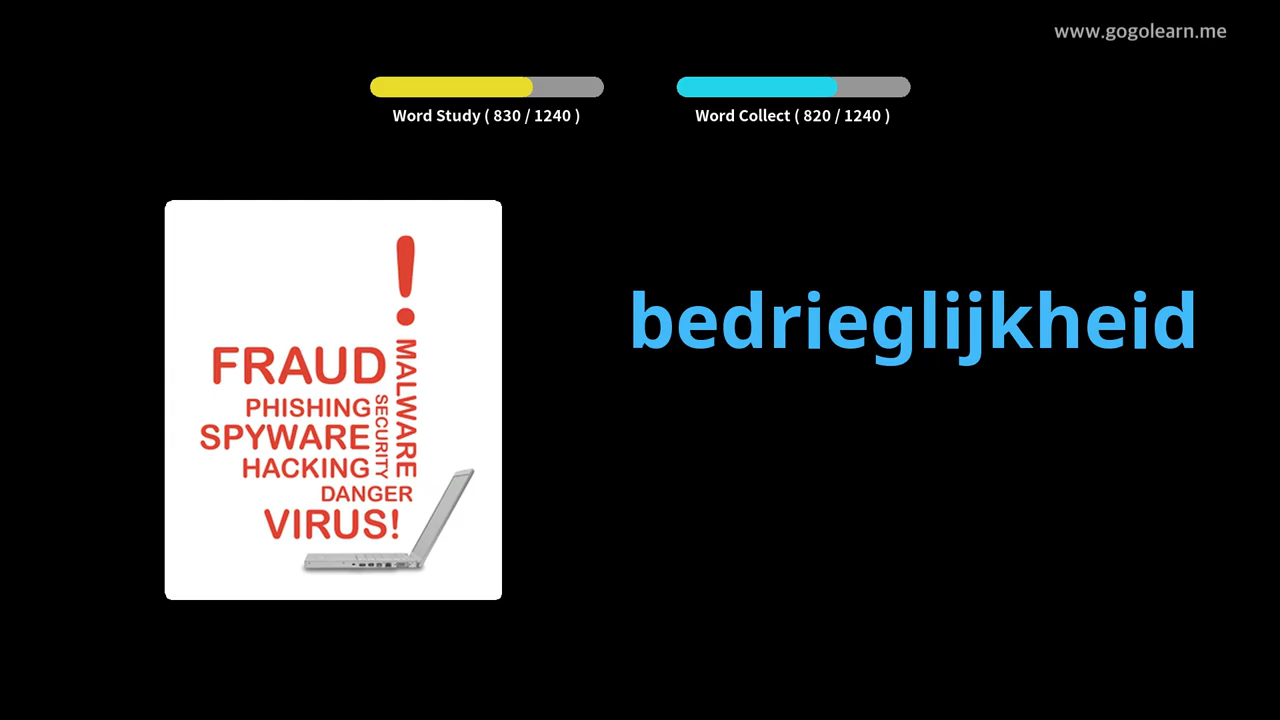 www.gogolearn.me
Word Study ( 830 / 1240 )
Word Collect ( 820 / 1240 )
!
FRAUD
MALWARE
PHISHING
SECURITY
SPYWARE
HACKING
DANGER
VIRUS!
bedrieglijkheid